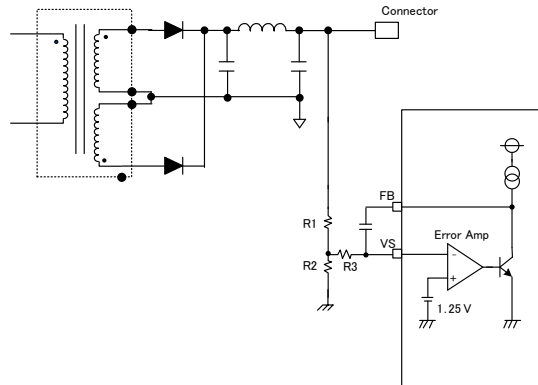 Connector
FB
R1
Error Amp
VS
R2
R3
-
+
1.25 V